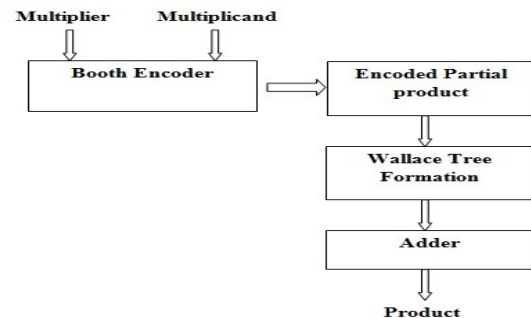 Multiplier Multiplicand
Booth Encoder
Encoded Partial
product
Wallace Tree
Formation
Adder
Product